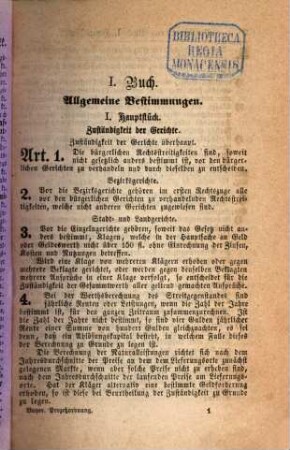 BIBLIOTHECA
REGIA
MONACENSIS
I. Buch.
Allgemeine Bestimmungen.
I. Hauptstück.
Zuständigkeit der Gerichte.
Zuständigkeit der Gerichte überhaupt.
Art. 1. Die bürgerlichen Rechtsstreitigkeiten sind, soweit
nicht gesetzlich anders bestimmt ist, vor den bürger-
lichen Gerichten zu verhandeln und durch dieselben zu entscheiden.
Bezirksgerichte.
2. Vor die Bezirksgerichte gehören im ersten Rechtszuge alle
vor den bürgerlichen Gerichten zu verhandelnden Rechtsstrei-
tigkeiten, welche nicht anderen Gerichten zugewiesen sind.
Stadt- und Landgerichte.
3. Vor die Einzelgerichte gehören, soweit das Gesetz nicht an-
ders bestimmt, Klagen, welche in der Hauptsache an Geld
oder Geldeswerth nicht über 150 fl. ohne Einrechnung der Zinsen,
Kosten und Nutzungen betreffen.
Wird eine Klage von mehreren Klägern erhoben oder gegen
mehrere Beklagte gerichtet, oder werden gegen denselben Beklagten
mehrere Ansprüche in einer Klage verfolgt, so entscheidet für die
Zuständigkeit der Gesammtwerth aller geltend gemachten Ansprüche.
4. Bei der Werthsberechnung des Streitgegenstandes sind
jährliche Renten oder Leistungen, wenn die Zahl der Jahre
bestimmt ist, für den ganzen Zeitraum zusammenzurechnen. Ist
die Zahl der Jahre nicht bestimmt, so sind vier Gulden jährlicher
Rente einer Summe von hundert Gulden gleichzuachten, es sei
denn, daß ein Ablösungskapital besteht, in welchem Falle dieses
der Berechnung zu Grunde zu legen ist.
Die Berechnung der Naturalleistungen richtet sich nach dem
Jahresdurchschnitte der Preise an dem dem Lieferungsorte zunächst
gelegenen Markte, wenn aber solche Preise nicht zu erheben sind,
nach dem Jahresdurchschnitte der laufenden Preise am Lieferungs-
orte. Hat der Kläger alternativ eine bestimmte Geldforderung
erhoben, so ist diese bei Beurtheilung der Zuständigkeit zu Grunde
zu legen.
Bayer. Prozeßordnung. 1